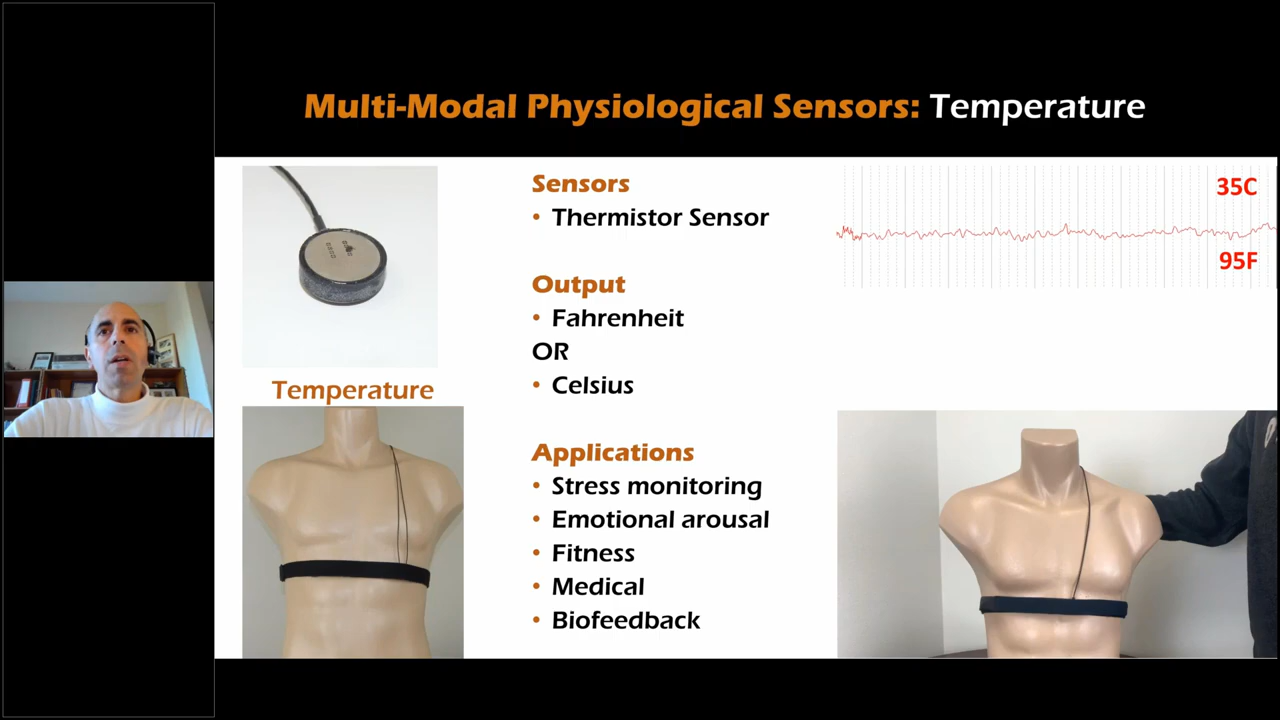 Multi-Modal Physiological Sensors: Temperature
Temperature
Sensors
• Thermistor Sensor
Output
• Fahrenheit
OR
• Celsius
Applications
• Stress monitoring
• Emotional arousal
• Fitness
• Medical
• Biofeedback
35C
95F